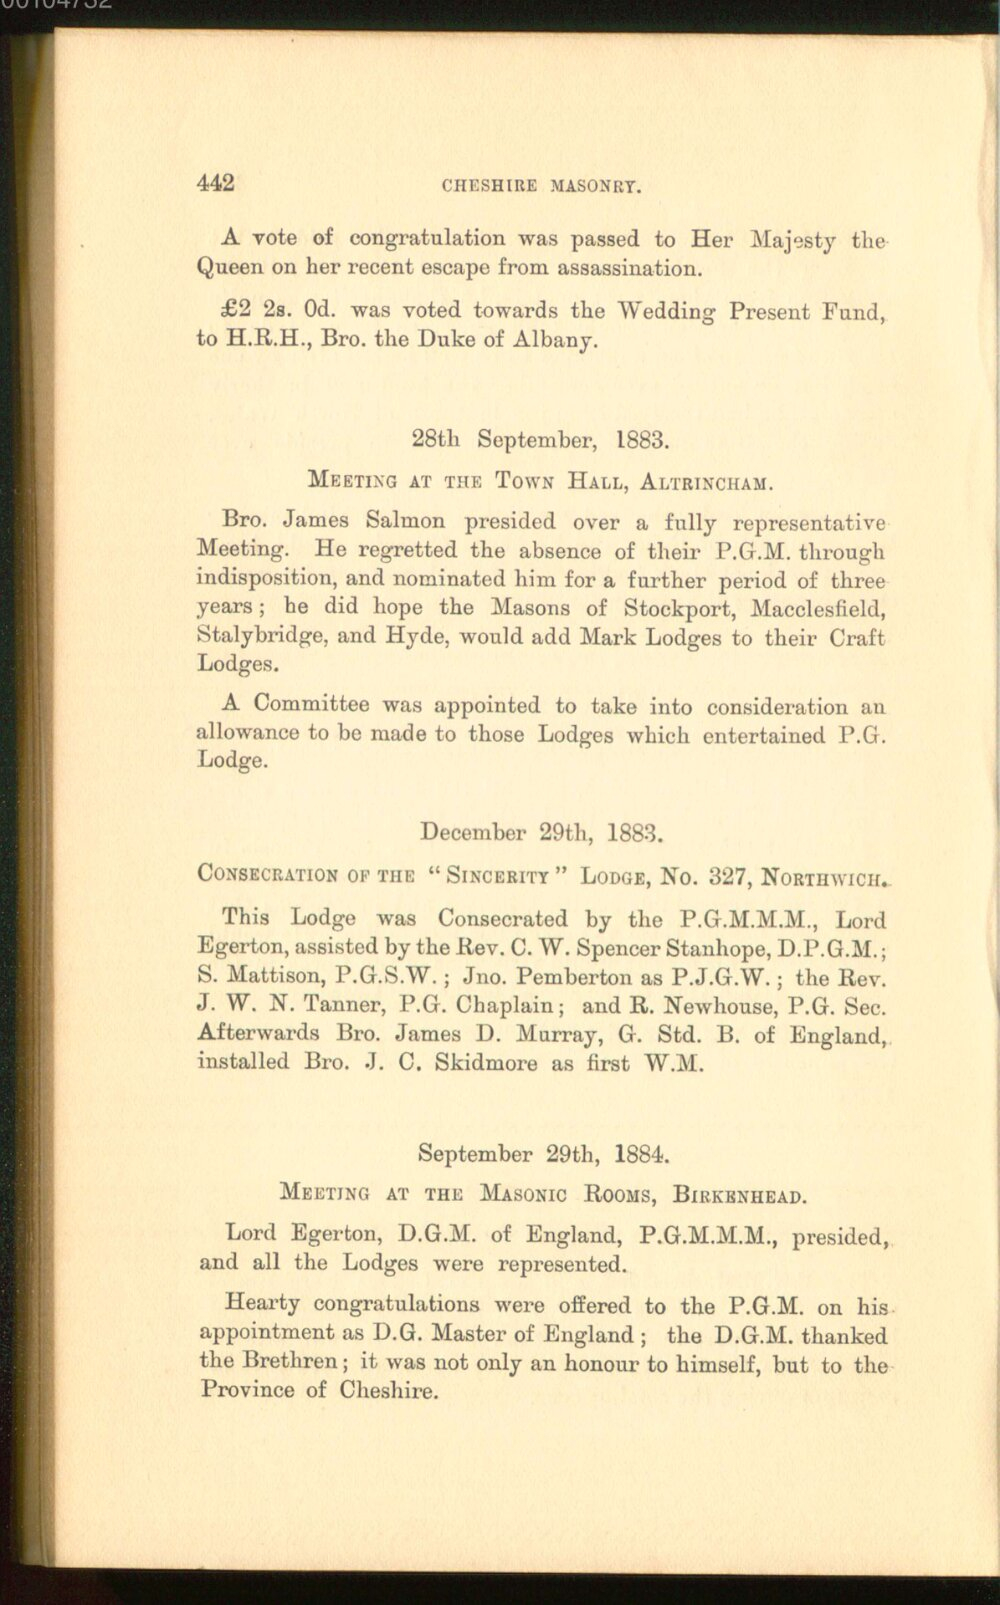 442 CHESHIRE MASONRY.
A vote of congratulation was passed to Her Majesty the
Queen on her recent escape from assassination.
£2 2s. 0d. was voted towards the Wedding Present Fund,
to H.R.H., Bro. the Duke of Albany.
28th September, 1883.
MEETING AT THE TOWN HALL, ALTRINCHAM.
Bro. James Salmon presided over a fully representative
Meeting. He regretted the absence of their P.G.M. through
indisposition, and nominated him for a further period of three
years; he did hope the Masons of Stockport, Macclesfield,
Stalybridge, and Hyde, would add Mark Lodges to their Craft
Lodges.
A Committee was appointed to take into consideration an
allowance to be made to those Lodges which entertained P.G.
Lodge.
December 29th, 1883.
CONSECRATION OF THE "SINCERITY" LODGE, NO. 327, NORTHWICH.
This Lodge was Consecrated by the P.G.M.M.M., Lord
Egerton, assisted by the Rev. C. W. Spencer Stanhope, D.P.G.M.;
S. Mattison, P.G.S.W.; Jno. Pemberton as P.J.G.W.; the Rev.
J. W. N. Tanner, P.G. Chaplain; and R. Newhouse, P.G. Sec.
Afterwards Bro. James D. Murray, G. Std. B. of England,
installed Bro. J. C. Skidmore as first W.M.
September 29th, 1884.
MEETING AT THE MASONIC ROOMS, BIRKENHEAD.
Lord Egerton, D.G.M. of England, P.G.M.M.M., presided,
and all the Lodges were represented.
Hearty congratulations were offered to the P.G.M. on his
appointment as D.G. Master of England; the D.G.M. thanked
the Brethren; it was not only an honour to himself, but to the
Province of Cheshire.